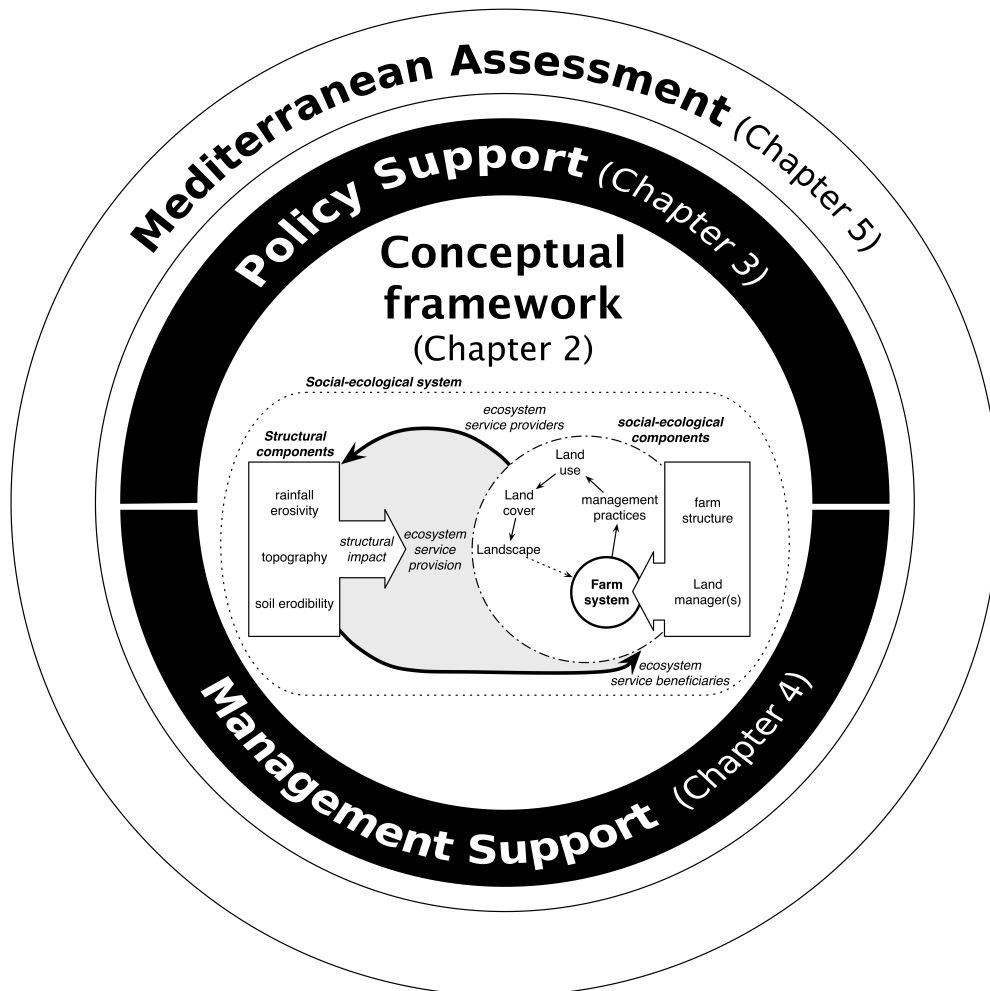 Mediterranean Assessment (Chapter 5)
Policy Support (Chapter 3)
Conceptual
framework
(Chapter 2)
Social-ecological system
ecosystem
service providers
Structural
components
social-ecological
components
rainfall
erosivity
topography
soil erodibility
structural
impact
ecosystem
service
provision
Land
use
Land
cover
management
practices
Landscape
Farm
system
farm
structure
Land
manager(s)
ecosystem
service beneficiaries
Management Support (Chapter 4)